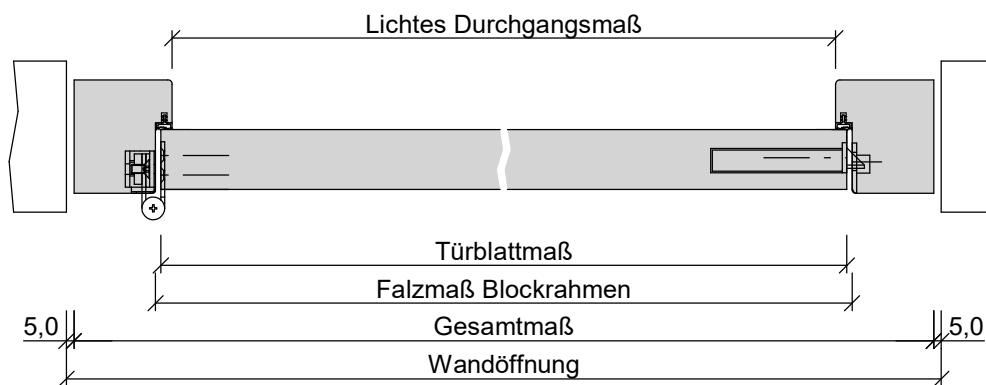 Lichtes Durchgangsmaß
Türblattmaß
Falzmaß Blockrahmen
5,0 Gesamtmaß 5,0
Wandöffnung